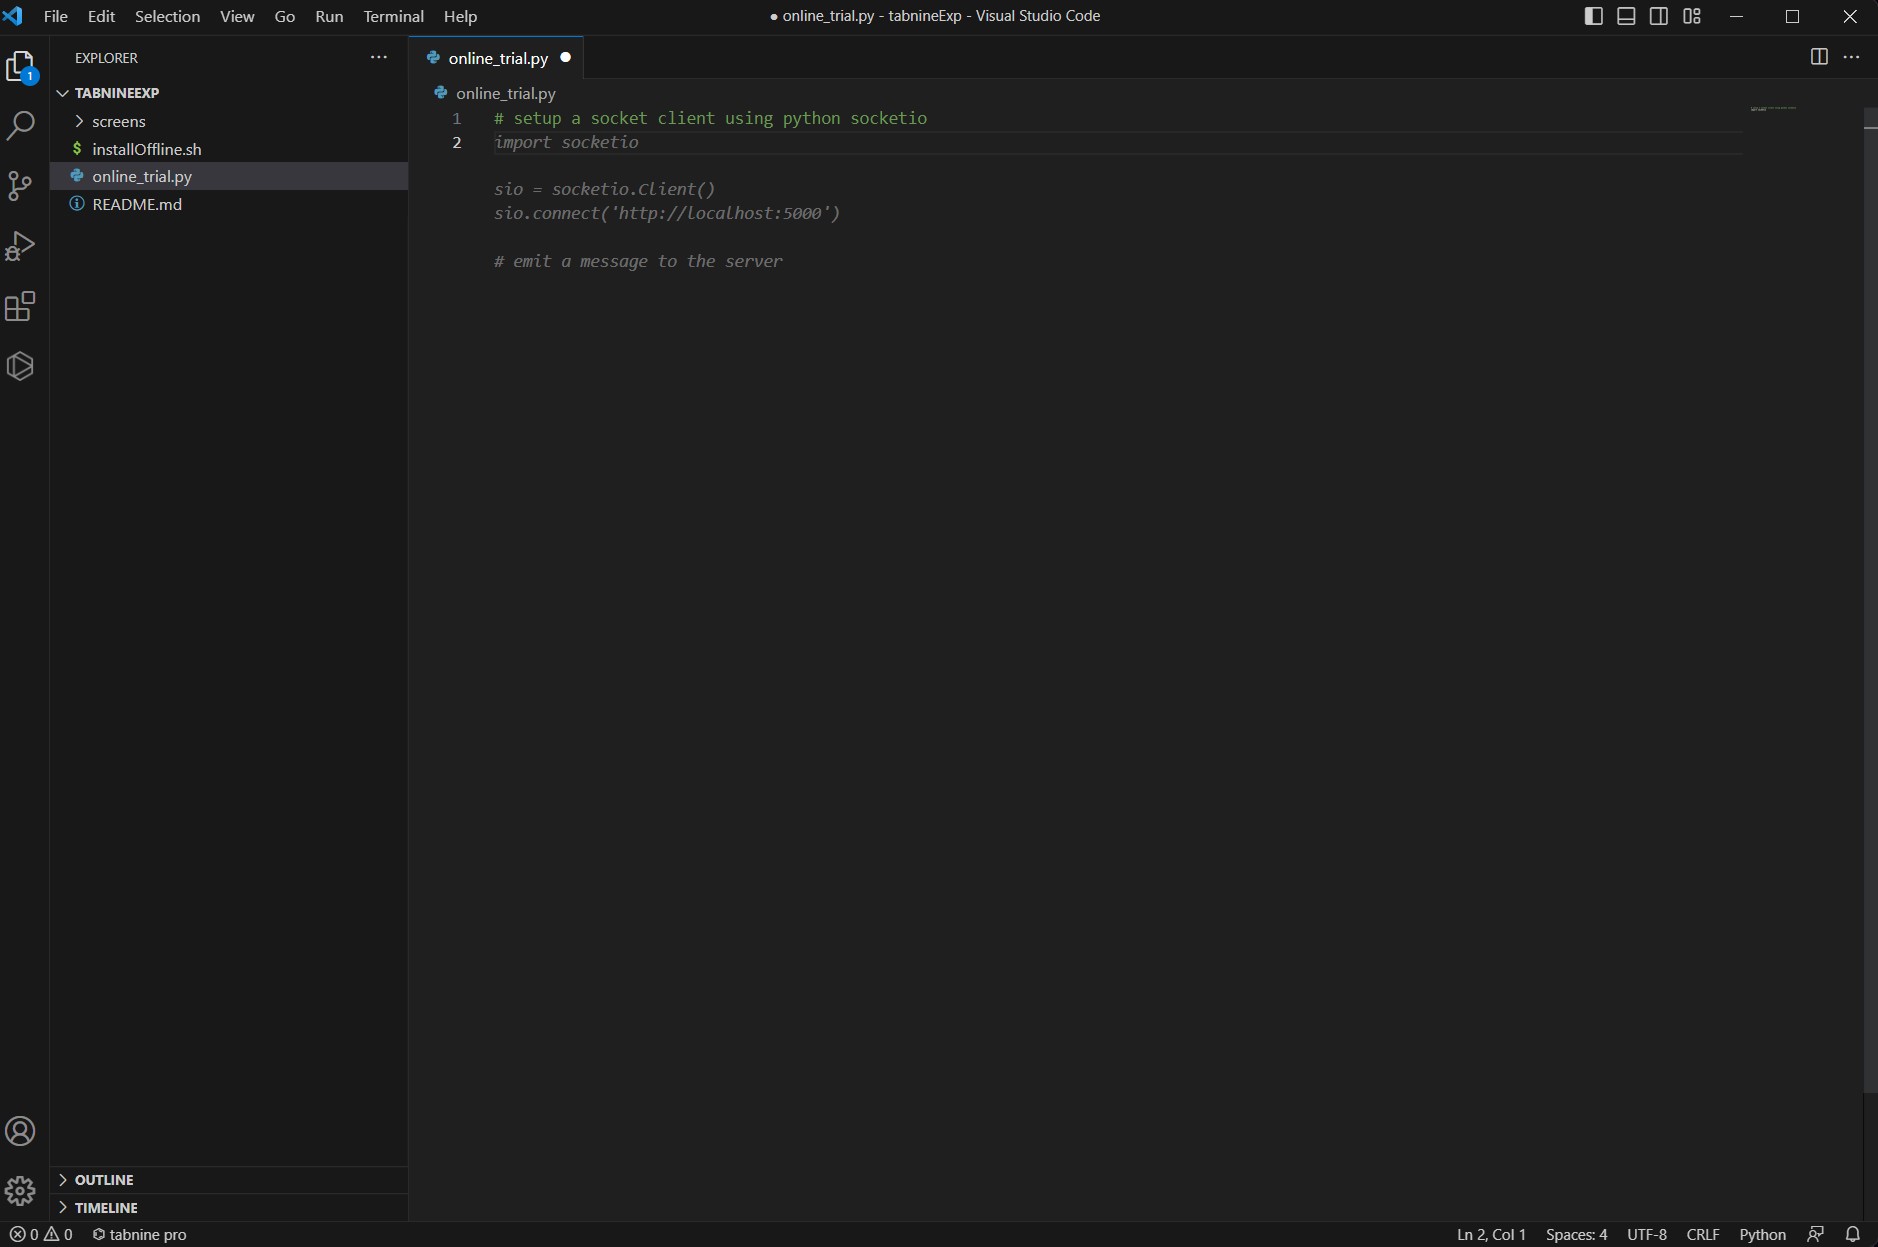 File Edit Selection View Go Run Terminal Help
● online_trial.py - tabnineExp - Visual Studio Code
EXPLORER
1
TABNINEEXP
screens
$ installOffline.sh
online_trial.py
README.md
OUTLINE
TIMELINE
online_trial.py
online_trial.py
1 # setup a socket client using python socketio
2 import socketio
sio = socketio.Client()
sio.connect('http://localhost:5000')
# emit a message to the server
0 0 tabnine pro
Ln 2, Col 1 Spaces: 4 UTF-8 CRLF Python